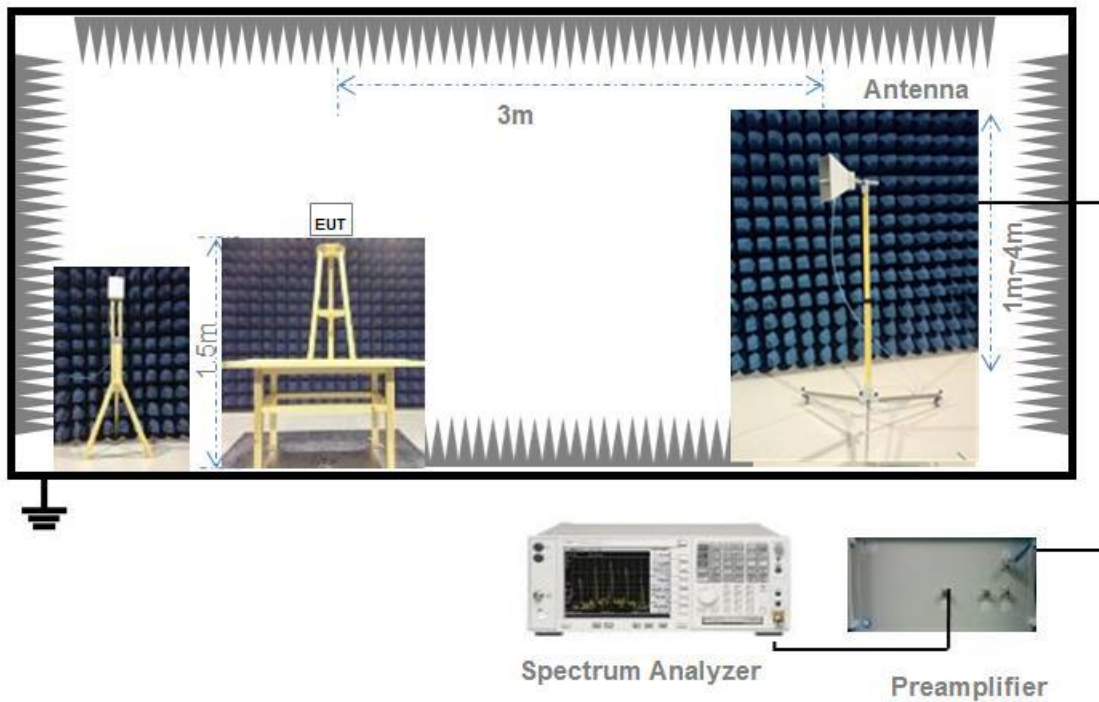 3m
Antenna
EUT
1.5m
1m~4m
Spectrum Analyzer
Preamplifier